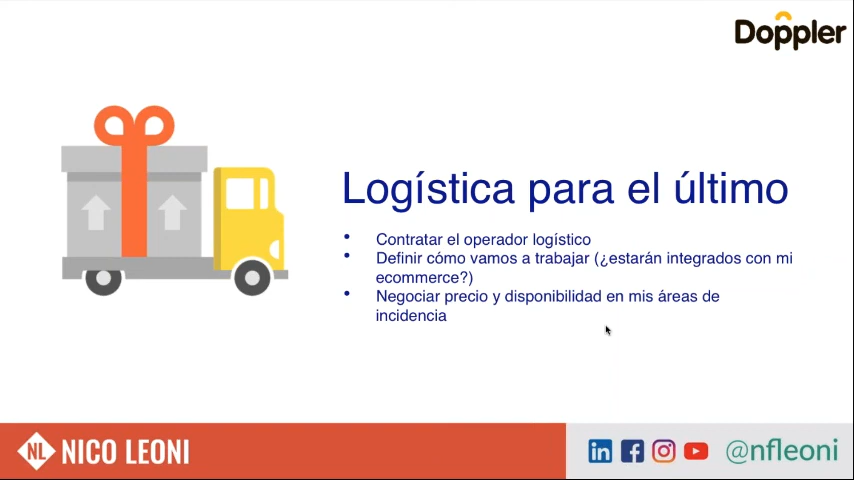 Doppler
Logística para el último
• Contratar el operador logístico
• Definir cómo vamos a trabajar (¿estarán integrados con mi
ecommerce?)
• Negociar precio y disponibilidad en mis áreas de
incidencia
NL NICO LEONI
in f @nfleoni